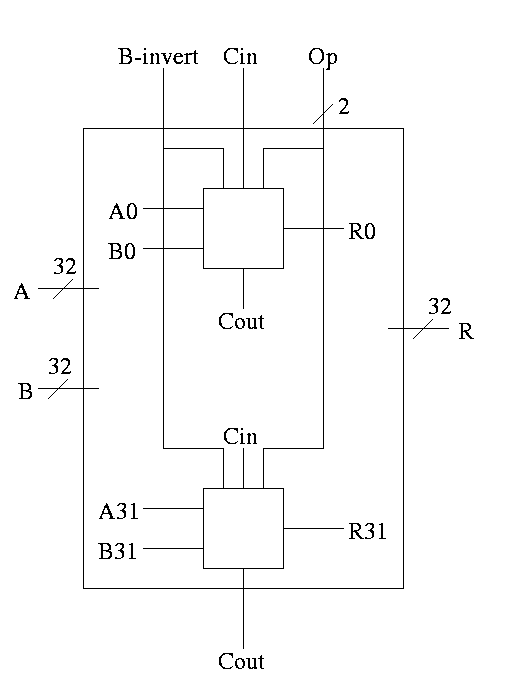 B-invert Cin Op
2
A0
R0
B0
32
A
Cout
32
R
32
B
Cin
A31
R31
B31
Cout